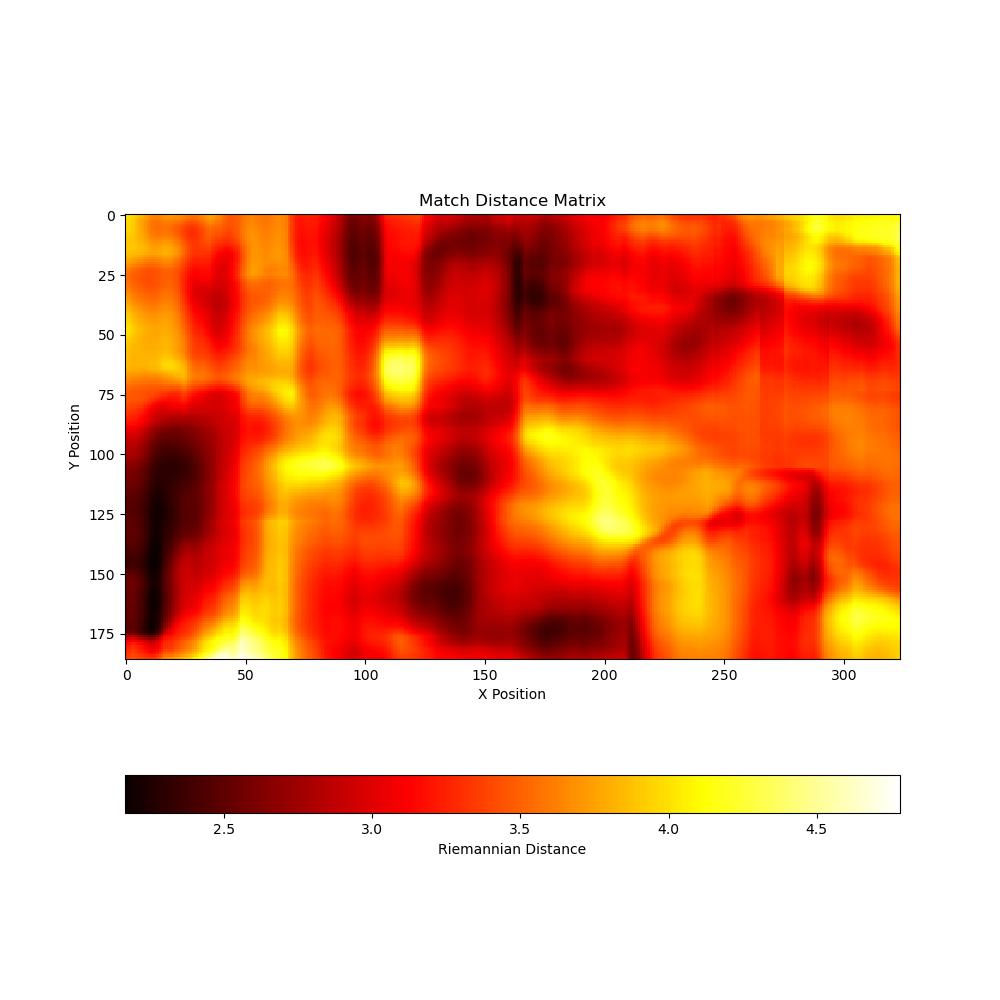 Match Distance Matrix
0
25
50
75
100
125
150
175
Y Position
0 50 100 150 200 250 300
X Position
2.5 3.0 3.5 4.0 4.5
Riemannian Distance